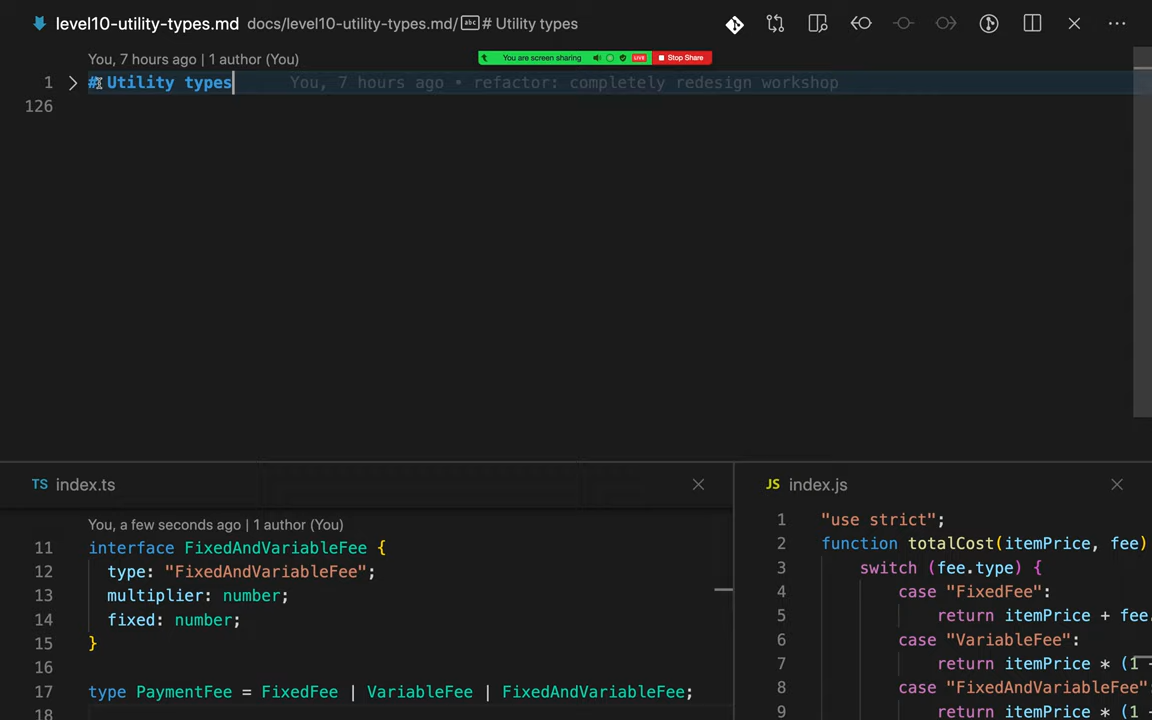 level10-utility-types.md docs/level10-utility-types.md/ abc # Utility types
You, 7 hours ago | 1 author (You)
You are screen sharing LIVE Stop Share
1 # Utility types You, 7 hours ago • refactor: completely redesign workshop
126
TS index.ts
You, a few seconds ago | 1 author (You)
11 interface FixedAndVariableFee {
12 type: "FixedAndVariableFee";
13 multiplier: number;
14 fixed: number;
15 }
16
17 type PaymentFee = FixedFee | VariableFee | FixedAndVariableFee;
18
JS index.js
1 "use strict";
2 function totalCost(itemPrice, fee)
3 switch (fee.type) {
4 case "FixedFee":
5 return itemPrice + fee.
6 case "VariableFee":
7 return itemPrice * (1 -
8 case "FixedAndVariableFee"
9 return itemPrice * (1